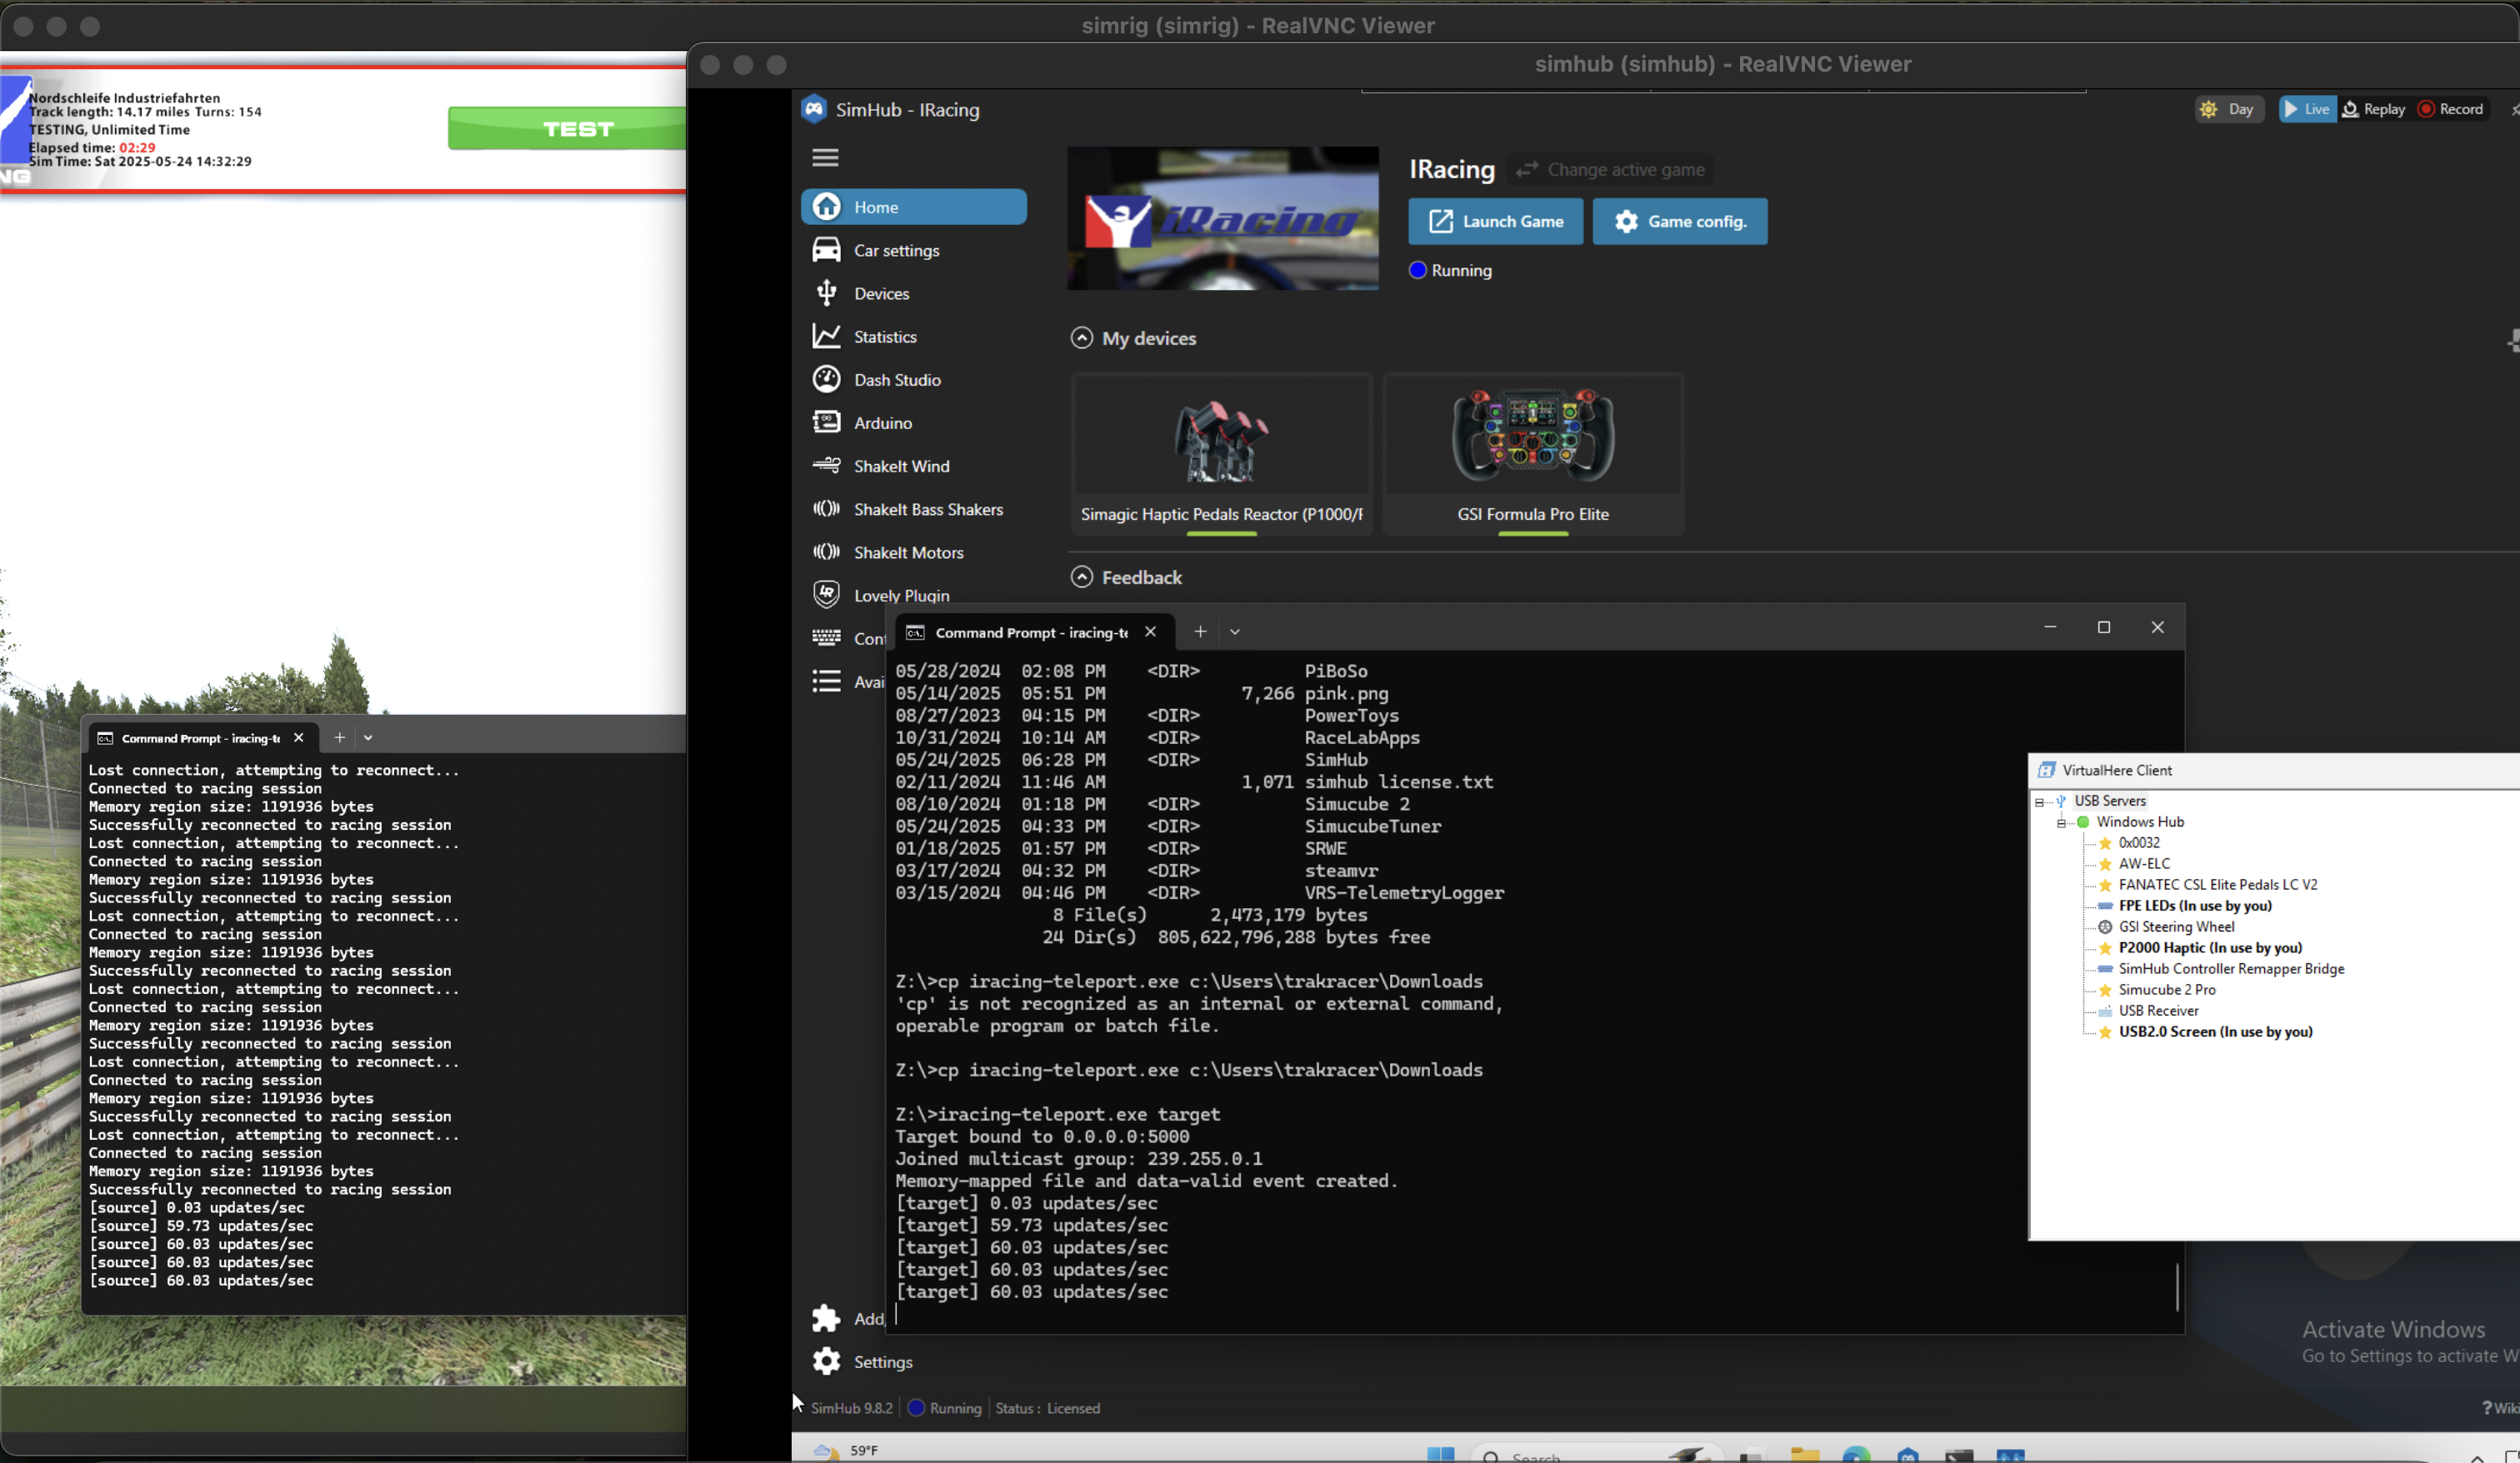 simrig (simrig) - RealVNC Viewer
Nordschleife Industriefahrten
Track length: 14.17 miles Turns: 154
TESTING, Unlimited Time
Elapsed time: 02:29
Sim Time: Sat 2025-05-24 14:32:29
NG
TEST
Command Prompt - iracing-te
Lost connection, attempting to reconnect...
Connected to racing session
Memory region size: 1191936 bytes
Successfully reconnected to racing session
Lost connection, attempting to reconnect...
Connected to racing session
Memory region size: 1191936 bytes
Successfully reconnected to racing session
Lost connection, attempting to reconnect...
Connected to racing session
Memory region size: 1191936 bytes
Successfully reconnected to racing session
Lost connection, attempting to reconnect...
Connected to racing session
Memory region size: 1191936 bytes
Successfully reconnected to racing session
Lost connection, attempting to reconnect...
Connected to racing session
Memory region size: 1191936 bytes
Successfully reconnected to racing session
Lost connection, attempting to reconnect...
Connected to racing session
Memory region size: 1191936 bytes
Successfully reconnected to racing session
[source] 0.03 updates/sec
[source] 59.73 updates/sec
[source] 60.03 updates/sec
[source] 60.03 updates/sec
[source] 60.03 updates/sec
simhub (simhub) - RealVNC Viewer
SimHub - IRacing
Day
Live
Replay
Record
Home
Car settings
Devices
Statistics
Dash Studio
Arduino
ShakeIt Wind
ShakeIt Bass Shakers
ShakeIt Motors
Lovely Plugin
Cont
Avai
Add,
Settings
iRacing
IRacing
Change active game
Launch Game
Game config.
Running
My devices
Simagic Haptic Pedals Reactor (P1000/F
GSI Formula Pro Elite
Feedback
Command Prompt - iracing-te
05/28/2024 02:08 PM <DIR> PiBoSo
05/14/2025 05:51 PM 7,266 pink.png
08/27/2023 04:15 PM <DIR> PowerToys
10/31/2024 10:14 AM <DIR> RaceLabApps
05/24/2025 06:28 PM <DIR> SimHub
02/11/2024 11:46 AM 1,071 simhub license.txt
08/10/2024 01:18 PM <DIR> Simucube 2
05/24/2025 04:33 PM <DIR> SimucubeTuner
01/18/2025 01:57 PM <DIR> SRWE
03/17/2024 04:32 PM <DIR> steamvr
03/15/2024 04:46 PM <DIR> VRS-TelemetryLogger
8 File(s) 2,473,179 bytes
24 Dir(s) 805,622,796,288 bytes free
Z:\>cp iracing-teleport.exe c:\Users\trakracer\Downloads
'cp' is not recognized as an internal or external command,
operable program or batch file.
Z:\>cp iracing-teleport.exe c:\Users\trakracer\Downloads
Z:\>iracing-teleport.exe target
Target bound to 0.0.0.0:5000
Joined multicast group: 239.255.0.1
Memory-mapped file and data-valid event created.
[target] 0.03 updates/sec
[target] 59.73 updates/sec
[target] 60.03 updates/sec
[target] 60.03 updates/sec
[target] 60.03 updates/sec
VirtualHere Client
USB Servers
Windows Hub
0x0032
AW-ELC
FANATEC CSL Elite Pedals LC V2
FPE LEDs (In use by you)
GSI Steering Wheel
P2000 Haptic (In use by you)
SimHub Controller Remapper Bridge
Simucube 2 Pro
USB Receiver
USB2.0 Screen (In use by you)
Activate Windows
Go to Settings to activate W
SimHub 9.8.2
Running
Status : Licensed
?Wiki
59°F
Search